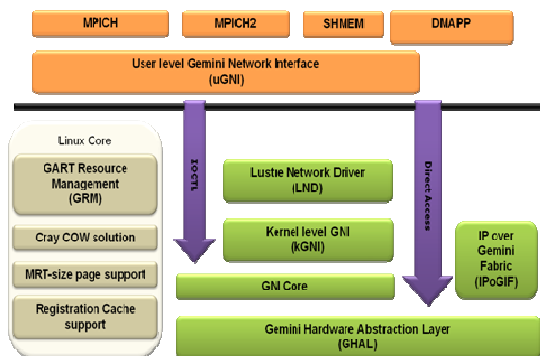 MPICH
MPICH2
SHMEM
DMAPP
User level Gemini Network Interface
(uGNI)
Linux Core
GART Resource
Management
(GRM)
Cray COW solution
MRT-size page support
Registration Cache
support
IO-CTL
Direct Access
Lustre Network Driver
(LND)
Kernel level GNI
(kGNI)
GNI Core
IP over
Gemini
Fabric
(IPoGIF)
Gemini Hardware Abstraction Layer
(GHAL)